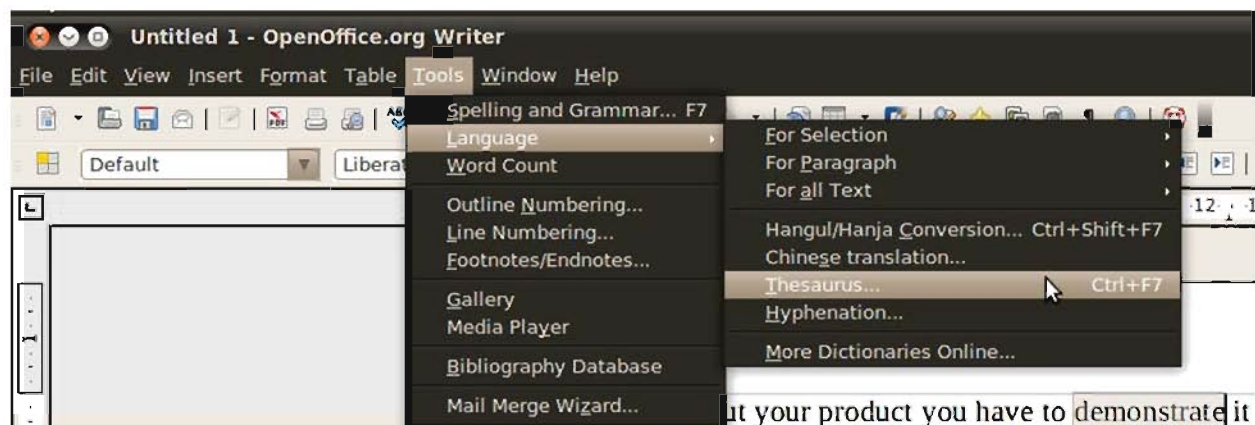 Untitled 1 - OpenOffice.org Writer
File Edit View Insert Format Table Tools Window Help
Spelling and Grammar... F7
Language
Word Count
Outline Numbering...
Line Numbering...
Footnotes/Endnotes...
Gallery
Media Player
Bibliography Database
Mail Merge Wizard...
For Selection
For Paragraph
For all Text
Hangul/Hanja Conversion... Ctrl+Shift+F7
Chinese translation...
Thesaurus... Ctrl+F7
Hyphenation...
More Dictionaries Online...
PDF
Default
Liberat
12
ut your product you have to demonstrate it